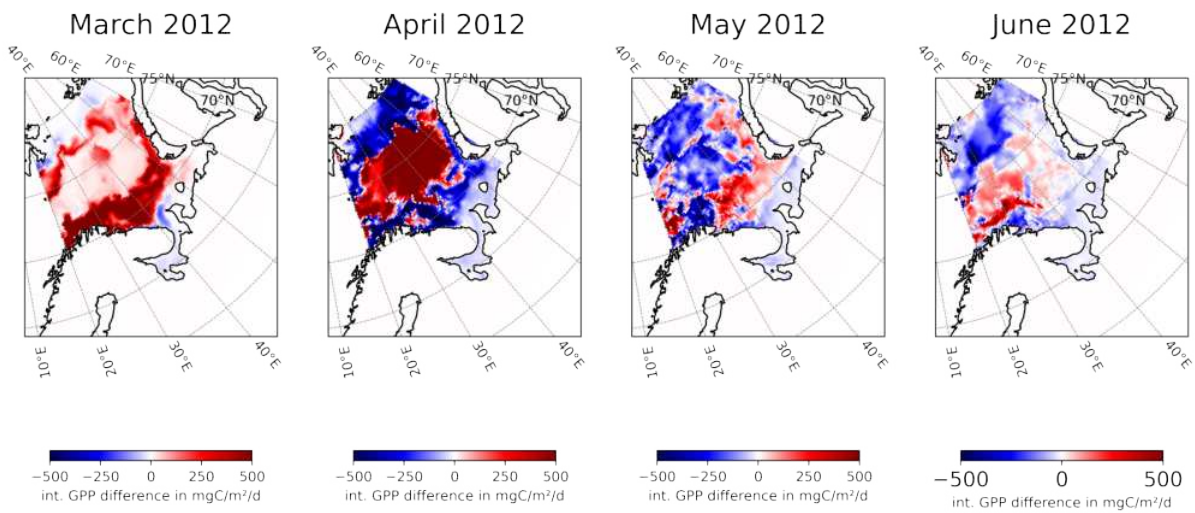 March 2012
40°E 60°E 70°E 75°N
70°N
10°E 20°E 30°E 40°E
−500 −250 0 250 500
int. GPP difference in mgC/m²/d
April 2012
40°E 60°E 70°E 75°N
70°N
10°E 20°E 30°E 40°E
−500 −250 0 250 500
int. GPP difference in mgC/m²/d
May 2012
40°E 60°E 70°E 75°N
70°N
10°E 20°E 30°E 40°E
−500 −250 0 250 500
int. GPP difference in mgC/m²/d
June 2012
40°E 60°E 70°E 75°N
70°N
10°E 20°E 30°E 40°E
−500 0 500
int. GPP difference in mgC/m²/d